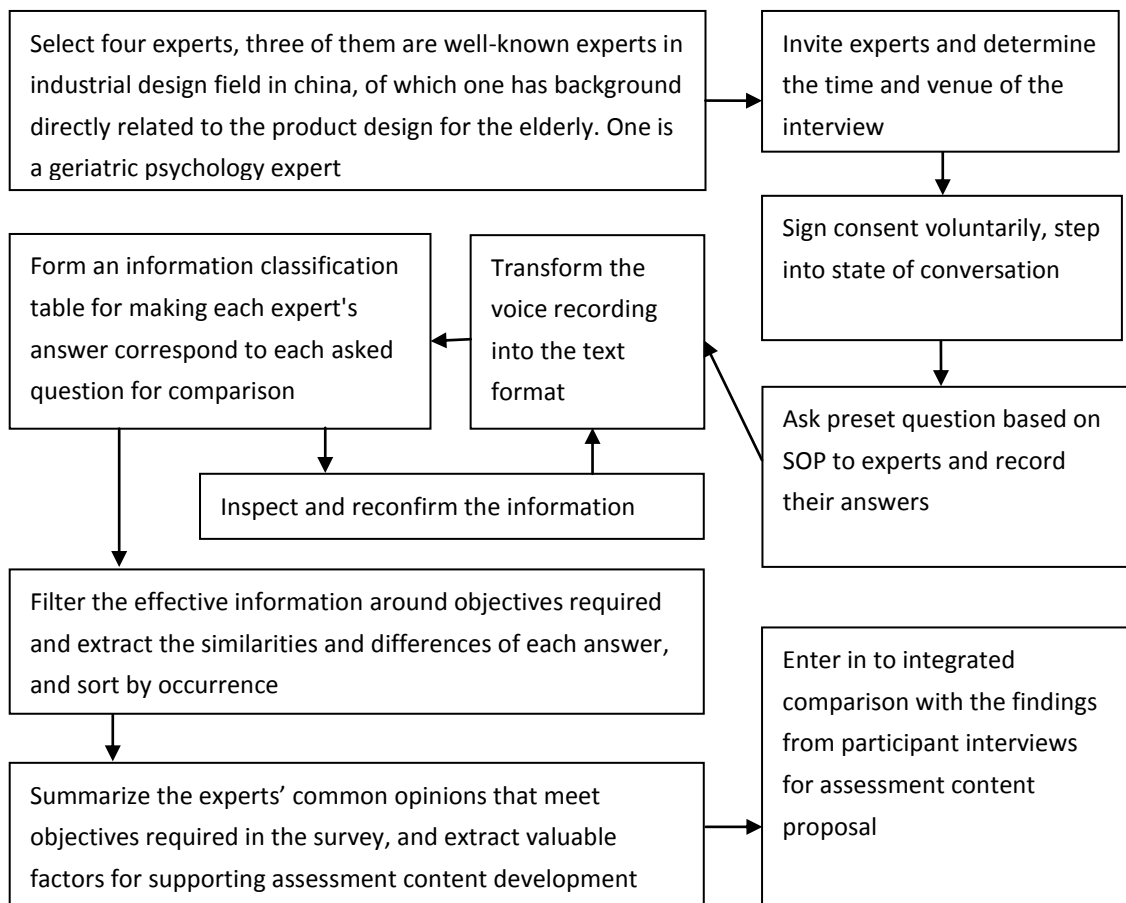 Select four experts, three of them are well-known experts in
industrial design field in china, of which one has background
directly related to the product design for the elderly. One is
a geriatric psychology expert
Invite experts and determine
the time and venue of the
interview
Sign consent voluntarily, step
into state of conversation
Ask preset question based on
SOP to experts and record
their answers
Transform the
voice recording
into the text
format
Form an information classification
table for making each expert's
answer correspond to each asked
question for comparison
Inspect and reconfirm the information
Filter the effective information around objectives required
and extract the similarities and differences of each answer,
and sort by occurrence
Summarize the experts’ common opinions that meet
objectives required in the survey, and extract valuable
factors for supporting assessment content development
Enter in to integrated
comparison with the findings
from participant interviews
for assessment content
proposal